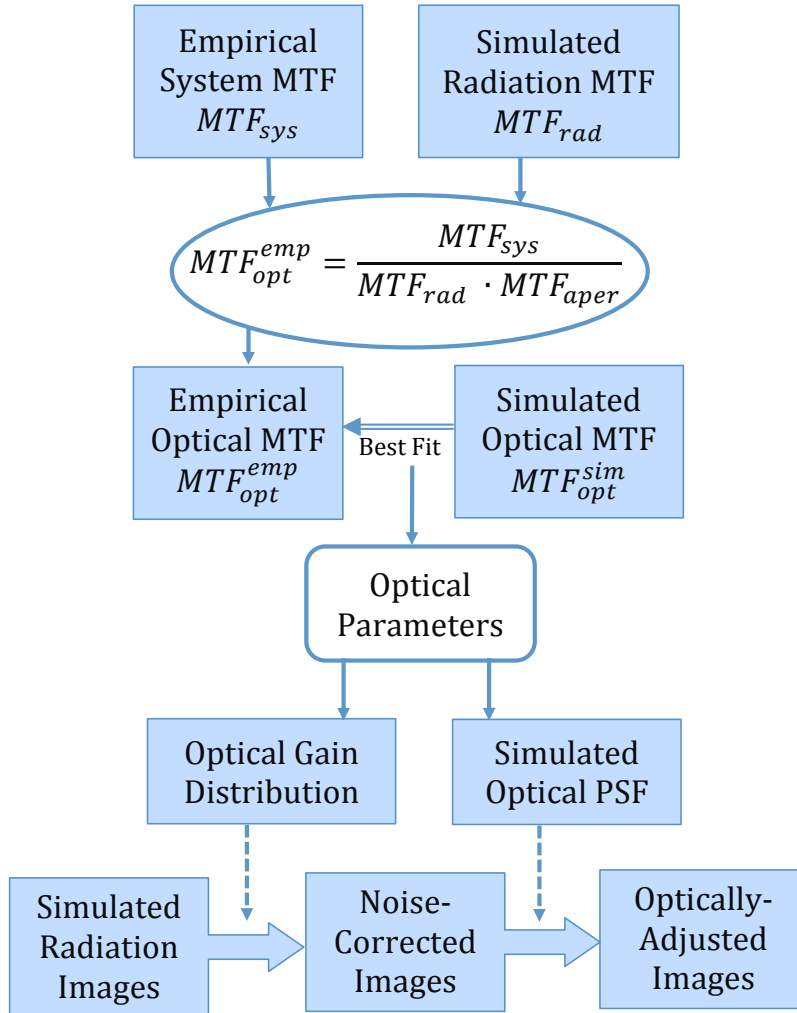 Empirical
System MTF
MTF_sys
Simulated
Radiation MTF
MTF_rad
MTF_opt^emp = MTF_sys / (MTF_rad · MTF_aper)
Empirical
Optical MTF
MTF_opt^emp
Best Fit
Simulated
Optical MTF
MTF_opt^sim
Optical
Parameters
Optical Gain
Distribution
Simulated
Optical PSF
Simulated
Radiation
Images
Noise-
Corrected
Images
Optically-
Adjusted
Images